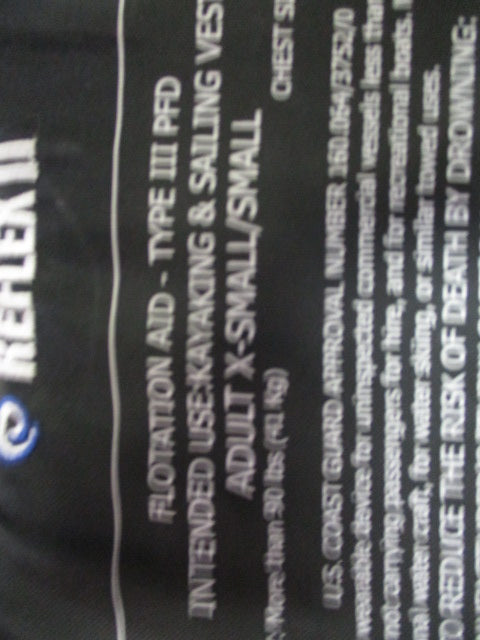 REFLEX III
FLOTATION AID - TYPE III PFD
INTENDED USE:KAYAKING & SAILING VEST
ADULT X-SMALL/SMALL
: More than 90 lbs (41 Kg) CHEST SI
U.S. COAST GUARD APPROVAL NUMBER 160.064/3752/0
wearable device for uninspected commercial vessels less than
not carrying passengers for hire, and for recreational boats.
nal water craft, for water skiing, or similar towed uses.
O REDUCE THE RISK OF DEATH BY DROWNING: